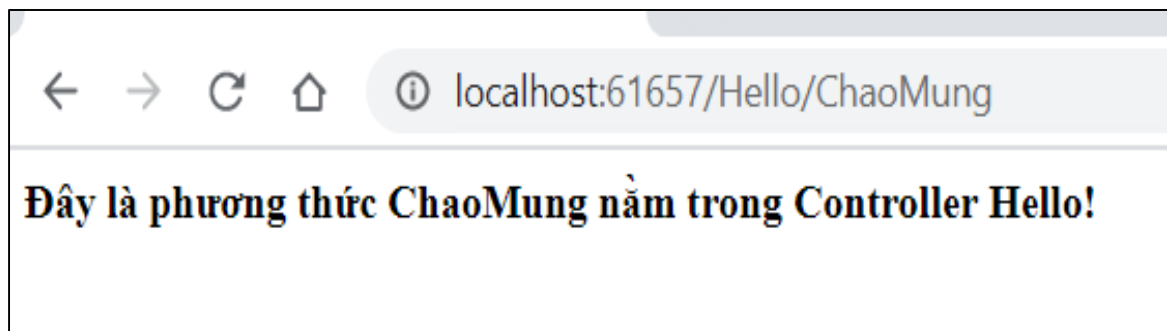 localhost:61657/Hello/ChaoMung
Đây là phương thức ChaoMung nằm trong Controller Hello!